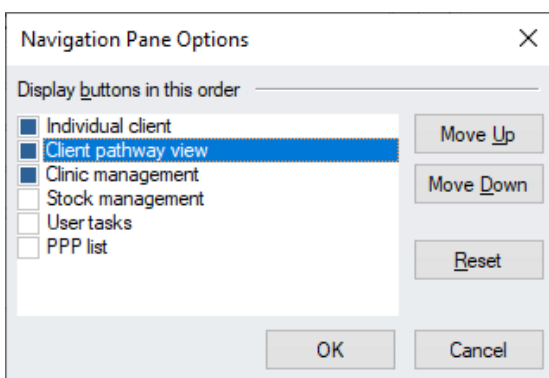 Navigation Pane Options
Display buttons in this order
Individual client
Client pathway view
Clinic management
Stock management
User tasks
PPP list
Move Up
Move Down
Reset
OK
Cancel